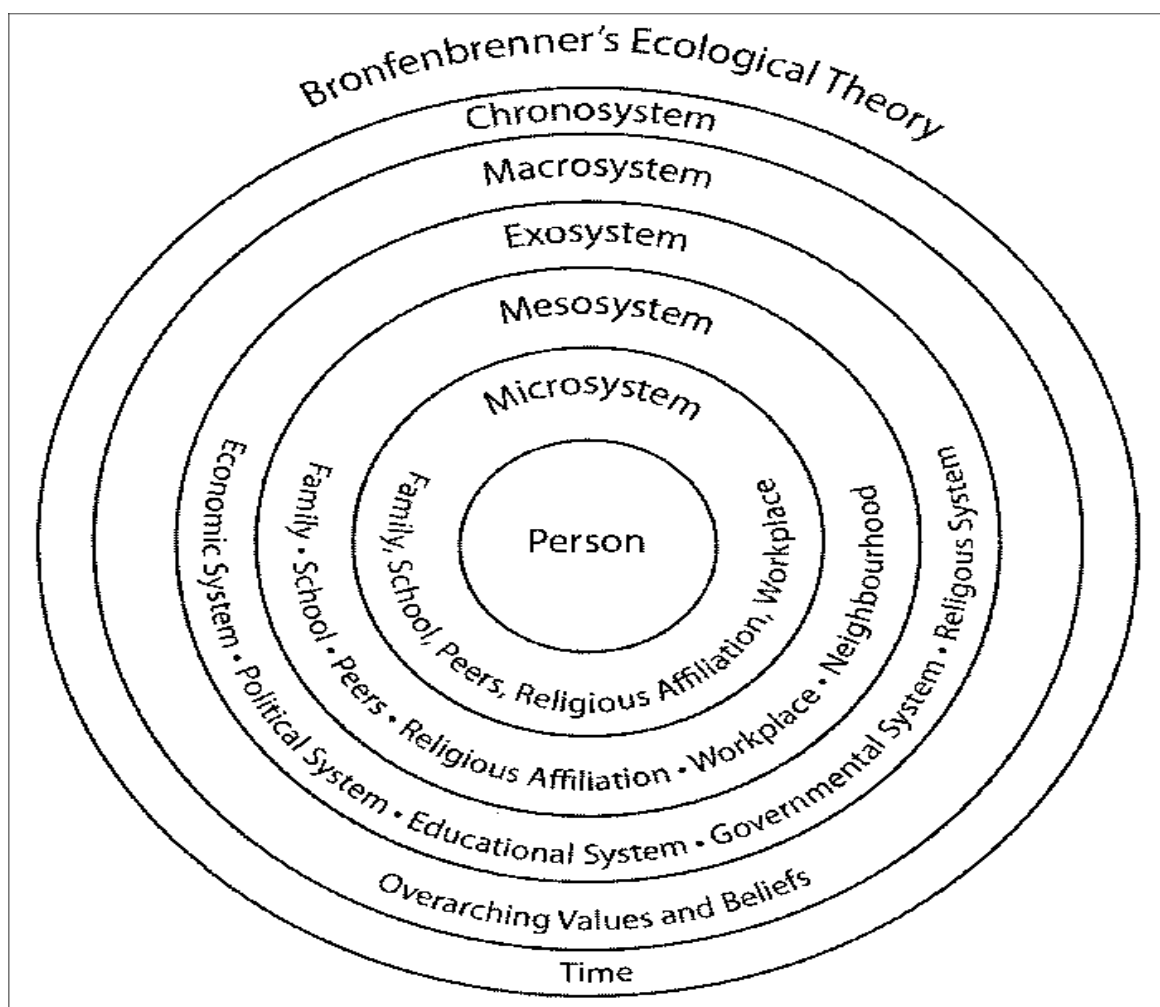 Bronfenbrenner's Ecological Theory
Chronosystem
Macrosystem
Exosystem
Mesosystem
Microsystem
Person
Family, School, Peers, Religious Affiliation, Workplace
Family • School • Peers • Religious Affiliation • Workplace • Neighbourhood
Economic System • Political System • Educational System • Governmental System • Religous System
Overarching Values and Beliefs
Time